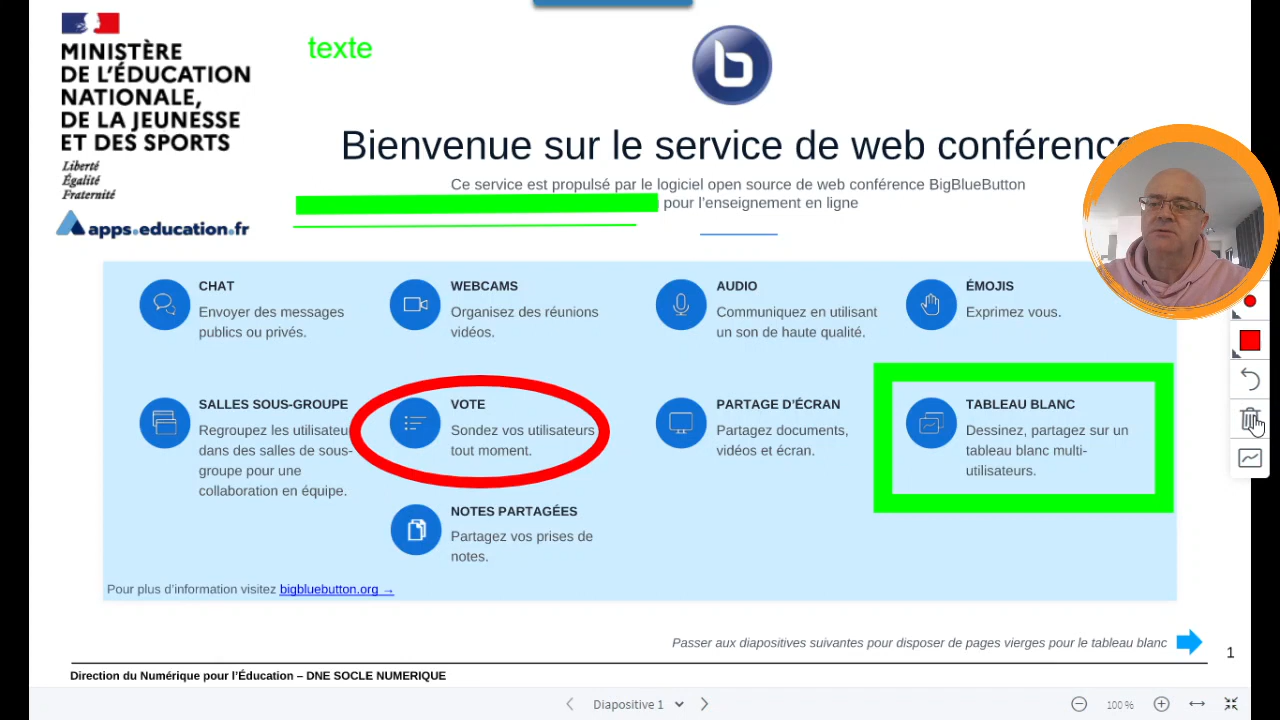 MINISTÈRE
DE L'ÉDUCATION
NATIONALE,
DE LA JEUNESSE
ET DES SPORTS
Liberté
Égalité
Fraternité
apps.education.fr
texte
b
Bienvenue sur le service de web conférence
Ce service est propulsé par le logiciel open source de web conférence BigBlueButton
pour l'enseignement en ligne
CHAT
Envoyer des messages
publics ou privés.
WEBCAMS
Organisez des réunions
vidéos.
AUDIO
Communiquez en utilisant
un son de haute qualité.
ÉMOJIS
Exprimez vous.
SALLES SOUS-GROUPE
Regroupez les utilisateu
dans des salles de sous-
groupe pour une
collaboration en équipe.
VOTE
Sondez vos utilisateurs
tout moment.
PARTAGE D'ÉCRAN
Partagez documents,
vidéos et écran.
TABLEAU BLANC
Dessinez, partagez sur un
tableau blanc multi-
utilisateurs.
NOTES PARTAGÉES
Partagez vos prises de
notes.
Pour plus d'information visitez bigbluebutton.org →
Passer aux diapositives suivantes pour disposer de pages vierges pour le tableau blanc
1
Direction du Numérique pour l'Éducation – DNE SOCLE NUMERIQUE
Diapositive 1
100 %